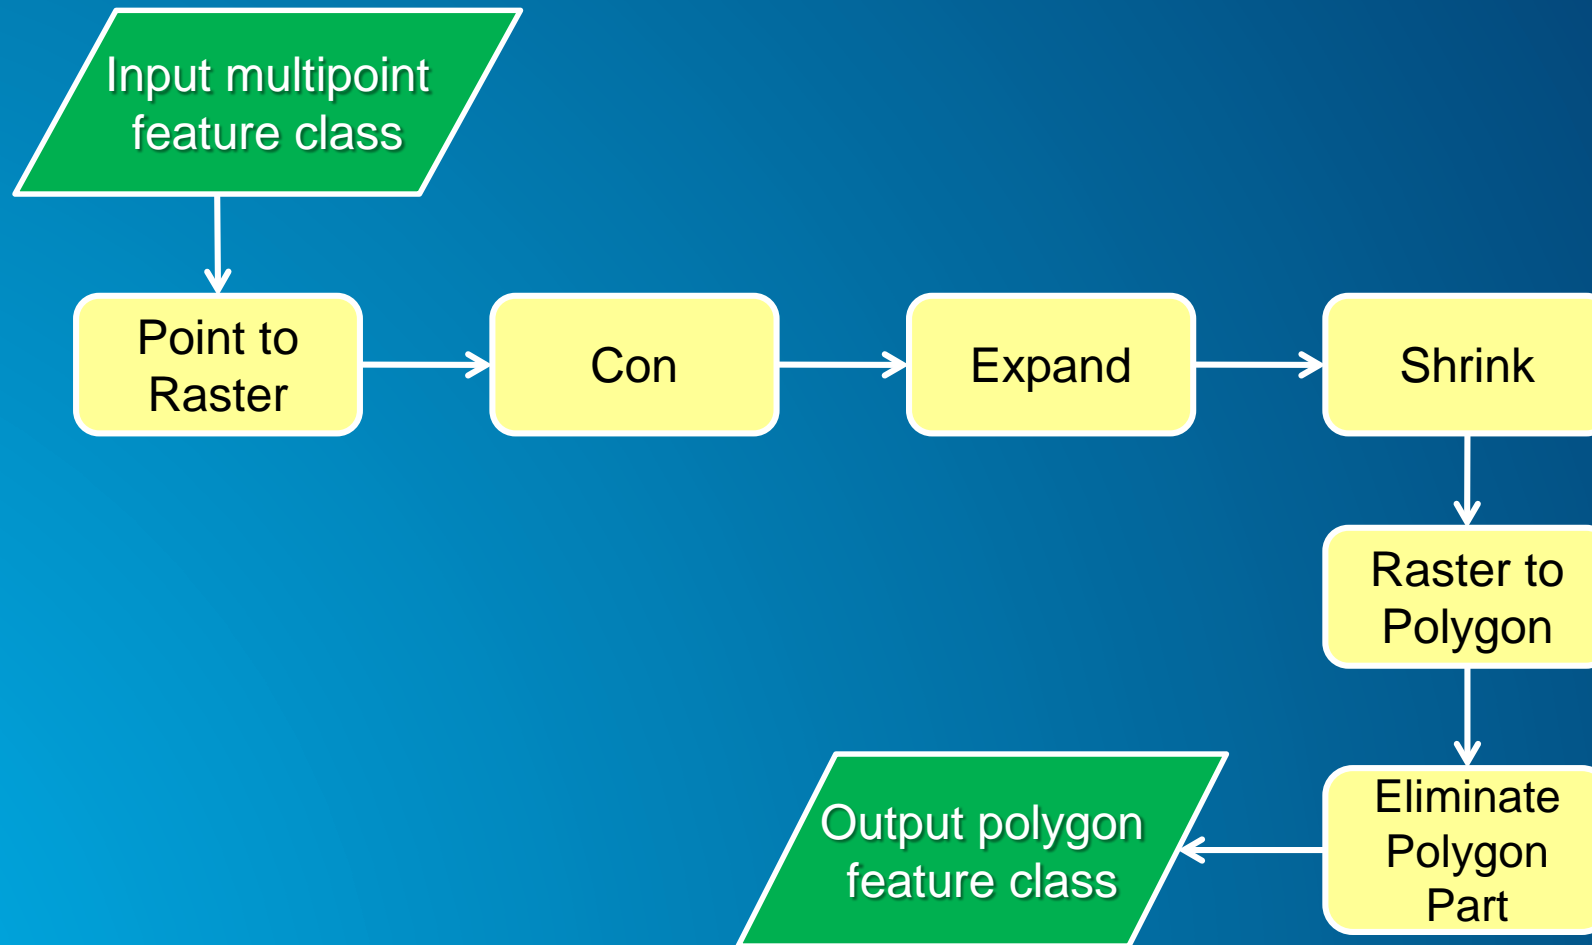 Input multipoint
feature class
Point to
Raster
Con
Expand
Shrink
Raster to
Polygon
Eliminate
Polygon
Part
Output polygon
feature class